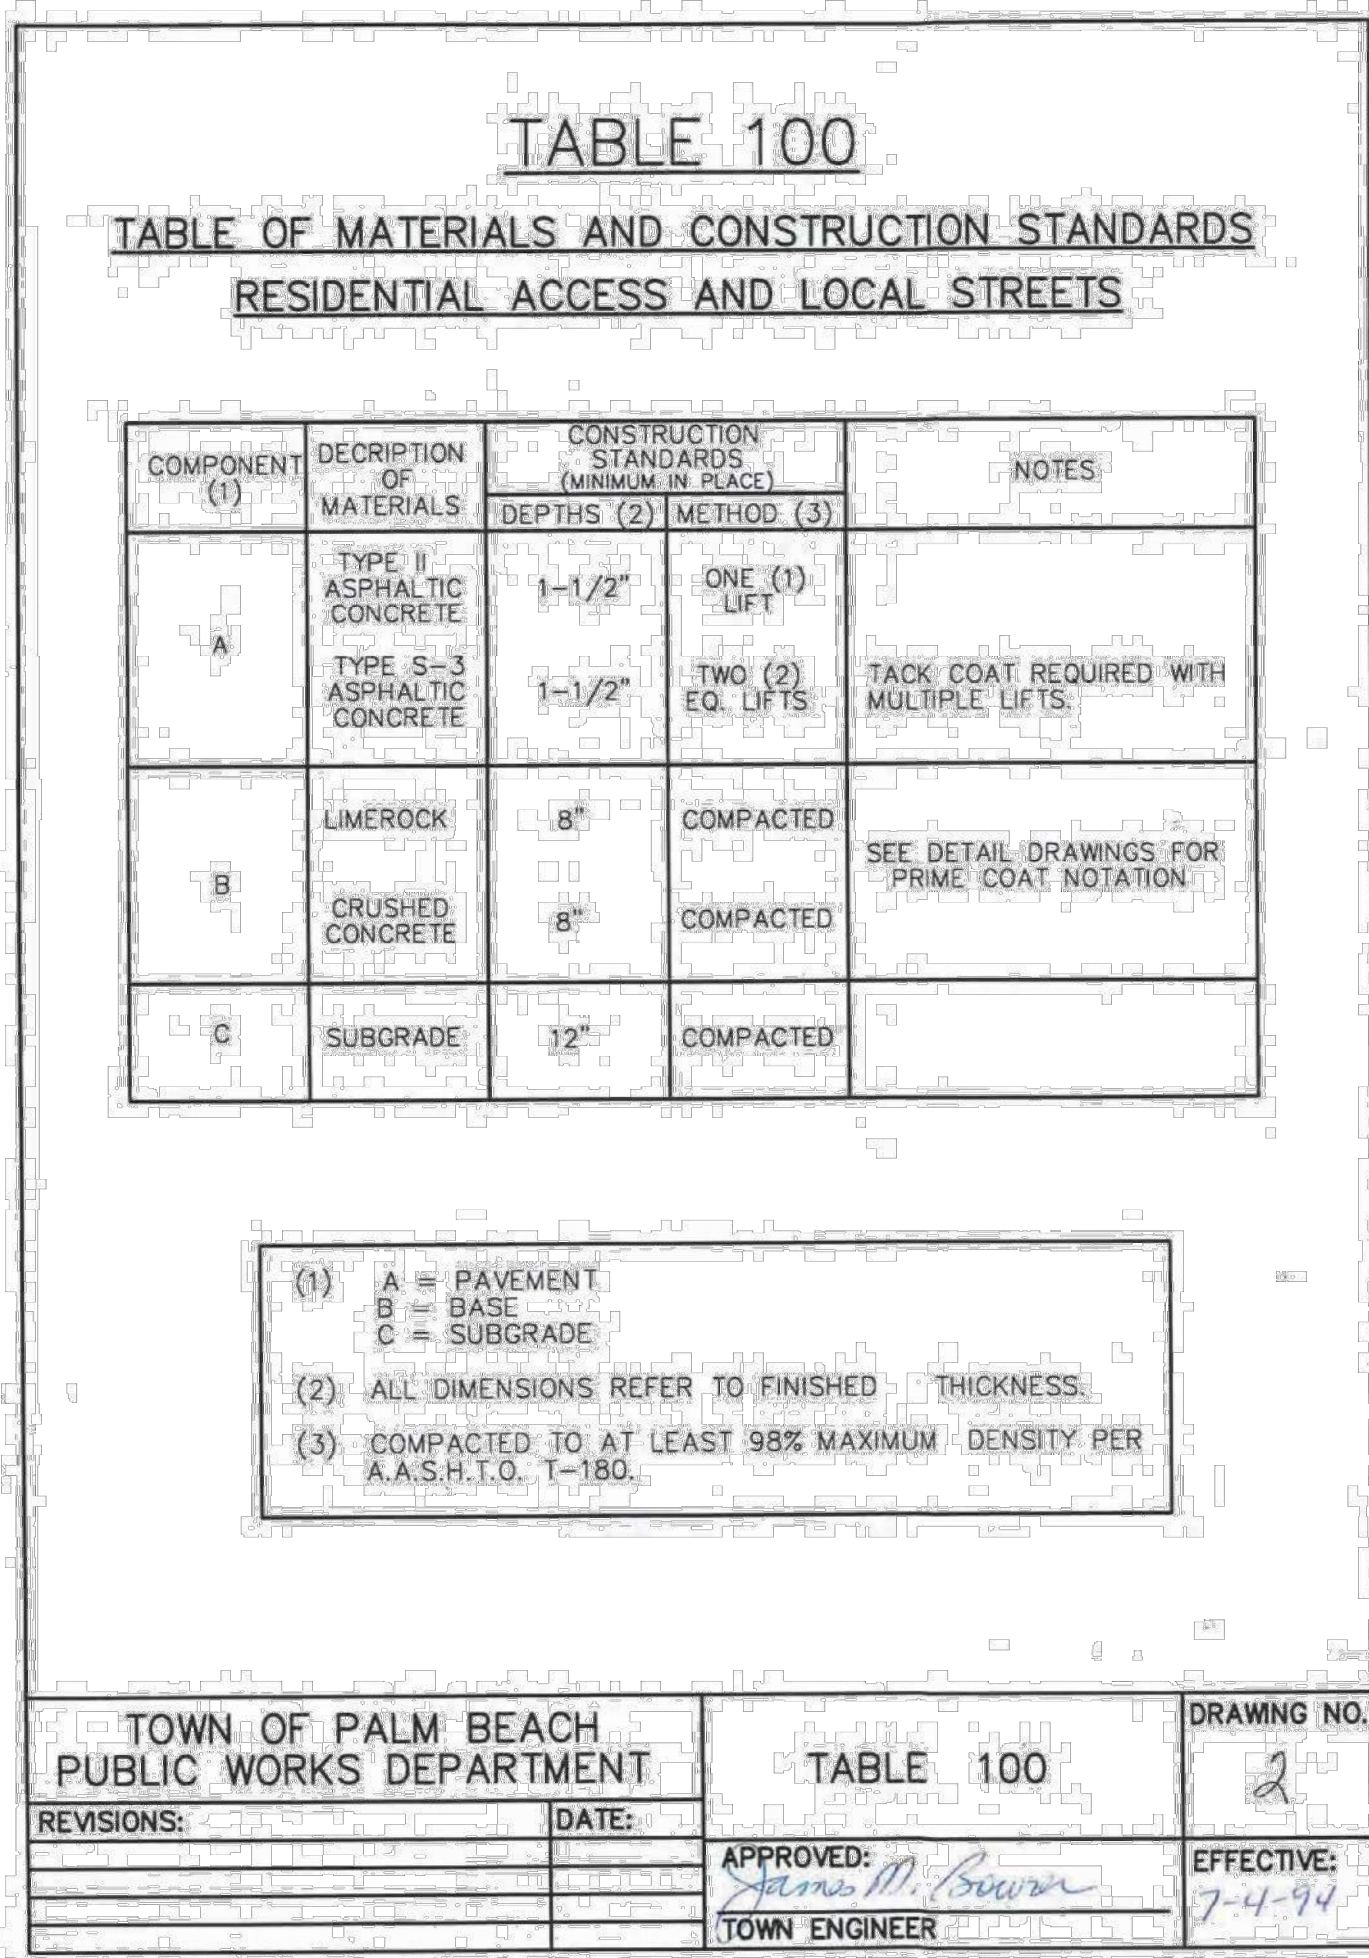 TABLE 100
TABLE OF MATERIALS AND CONSTRUCTION STANDARDS
RESIDENTIAL ACCESS AND LOCAL STREETS
COMPONENT
(1)
DECRIPTION
OF
MATERIALS
CONSTRUCTION
STANDARDS
(MINIMUM IN PLACE)
DEPTHS (2)
METHOD (3)
NOTES
A
TYPE II
ASPHALTIC
CONCRETE
1-1/2"
ONE (1)
LIFT
TYPE S-3
ASPHALTIC
CONCRETE
1-1/2"
TWO (2)
EQ. LIFTS
TACK COAT REQUIRED WITH
MULTIPLE LIFTS.
B
LIMEROCK
8"
COMPACTED
CRUSHED
CONCRETE
8"
COMPACTED
SEE DETAIL DRAWINGS FOR
PRIME COAT NOTATION
C
SUBGRADE
12"
COMPACTED
(1) A = PAVEMENT
B = BASE
C = SUBGRADE
(2) ALL DIMENSIONS REFER TO FINISHED THICKNESS.
(3) COMPACTED TO AT LEAST 98% MAXIMUM DENSITY PER
A.A.S.H.T.O. T-180.
TOWN OF PALM BEACH
PUBLIC WORKS DEPARTMENT
REVISIONS:
DATE:
TABLE 100
APPROVED:
James M. Bowser
TOWN ENGINEER
DRAWING NO.
2
EFFECTIVE:
7-4-94